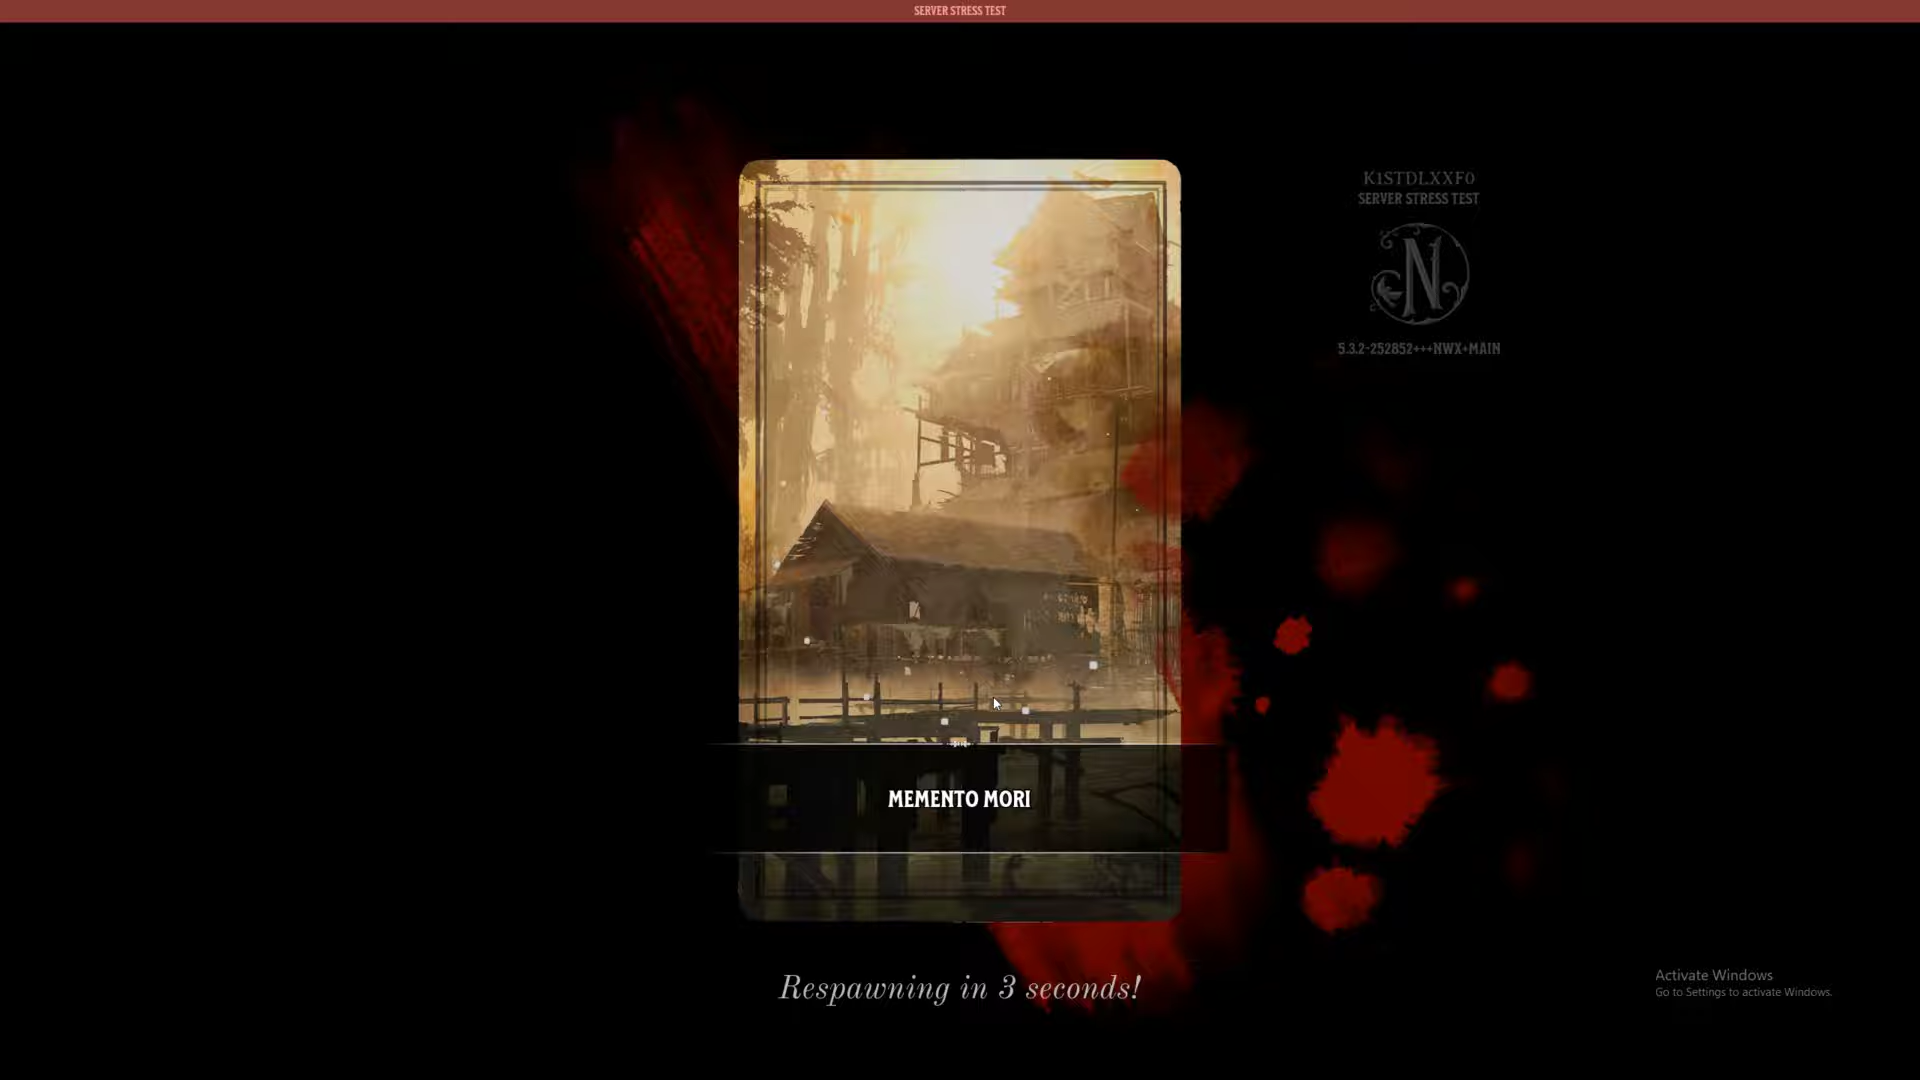 SERVER STRESS TEST
K1STDLXXF0
SERVER STRESS TEST
N
5.3.2-252852+++NWX+MAIN
MEMENTO MORI
Respawning in 3 seconds!
Activate Windows
Go to Settings to activate Windows.